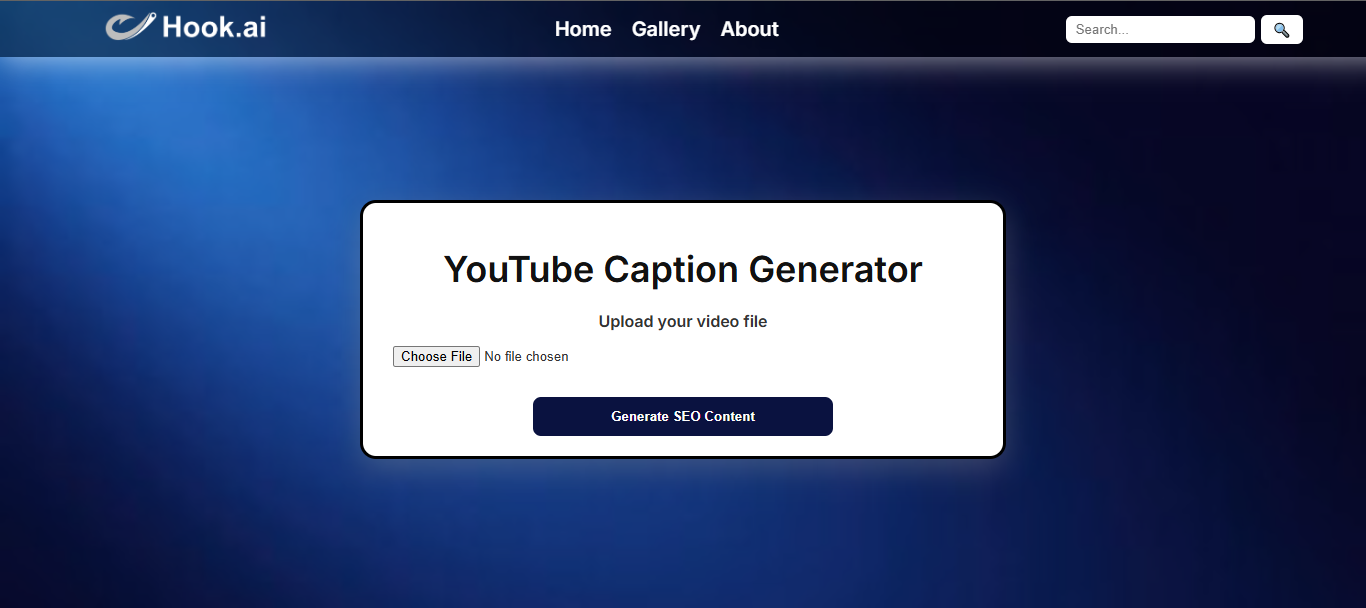 Hook.ai
Home Gallery About
Search...
YouTube Caption Generator
Upload your video file
Choose File No file chosen
Generate SEO Content